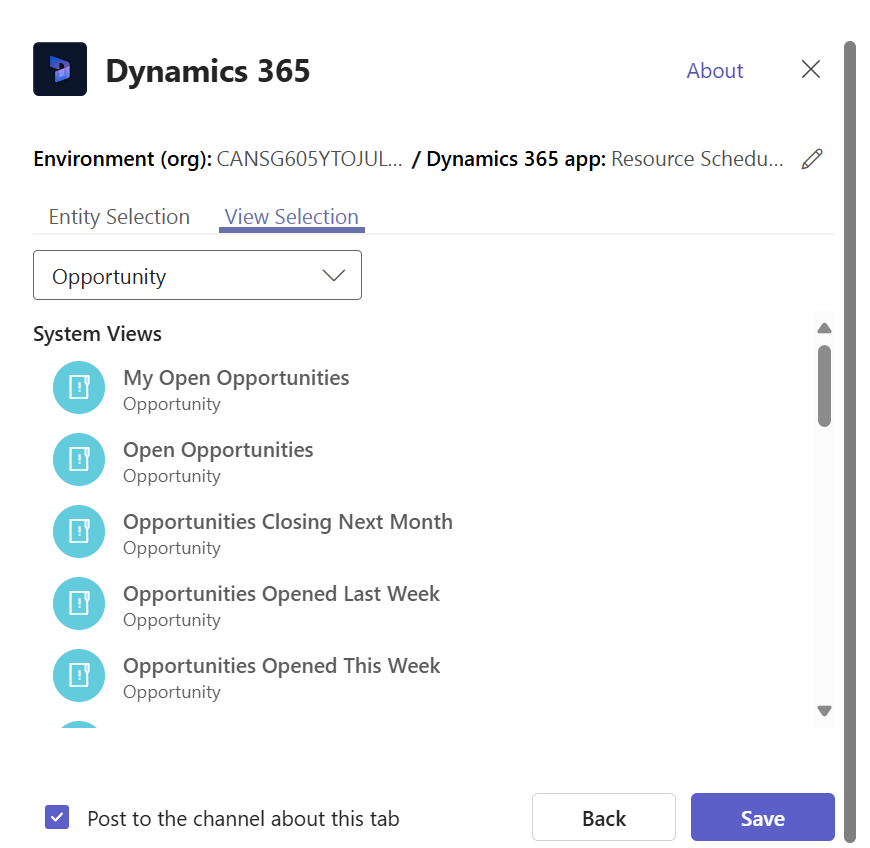 Dynamics 365
About
Environment (org): CANSG605YTOJUL... / Dynamics 365 app: Resource Schedu...
Entity Selection
View Selection
Opportunity
System Views
My Open Opportunities
Opportunity
Open Opportunities
Opportunity
Opportunities Closing Next Month
Opportunity
Opportunities Opened Last Week
Opportunity
Opportunities Opened This Week
Opportunity
Post to the channel about this tab
Back
Save